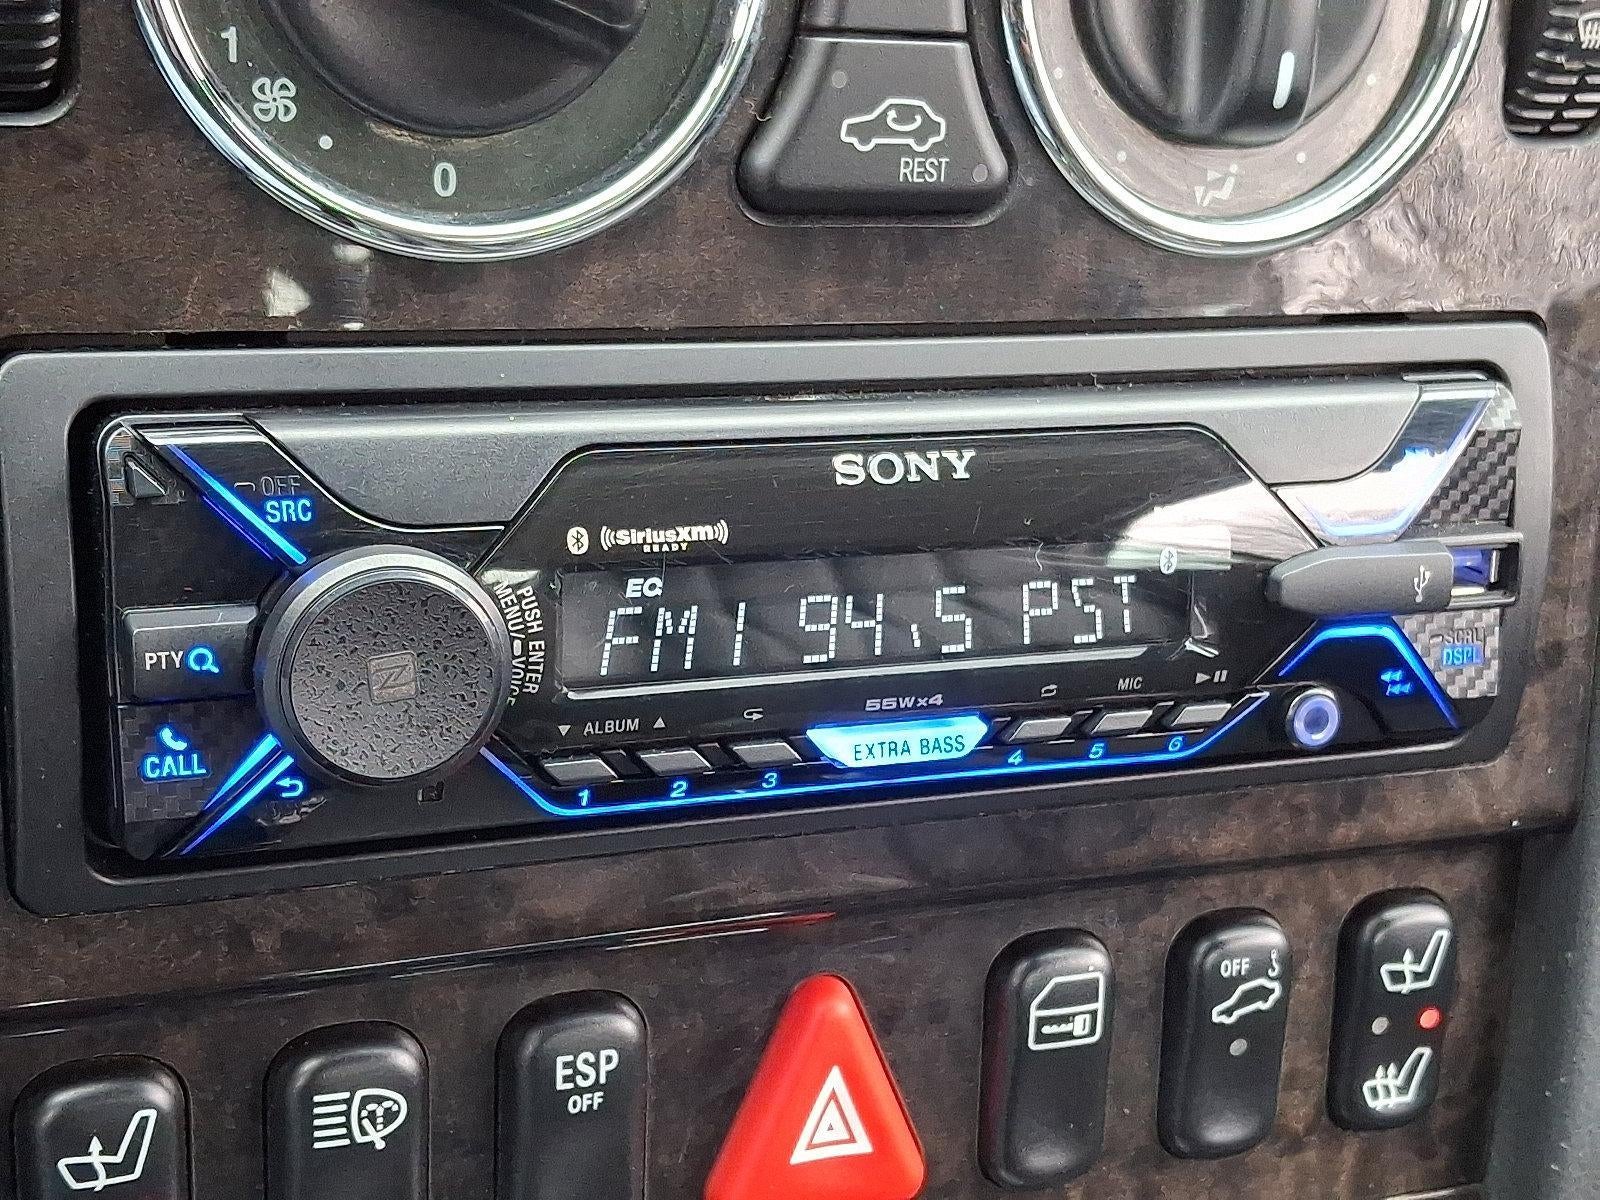 1
0
REST
SONY
OFF
SRC
((SiriusXM))
READY
EQ
FM1 94.5 PST
PUSH ENTER
MENU/ VOICE
PTY
SCRL
DSPL
55W×4
MIC
ALBUM
EXTRA BASS
CALL
1 2 3 4 5 6
ESP
OFF
OFF